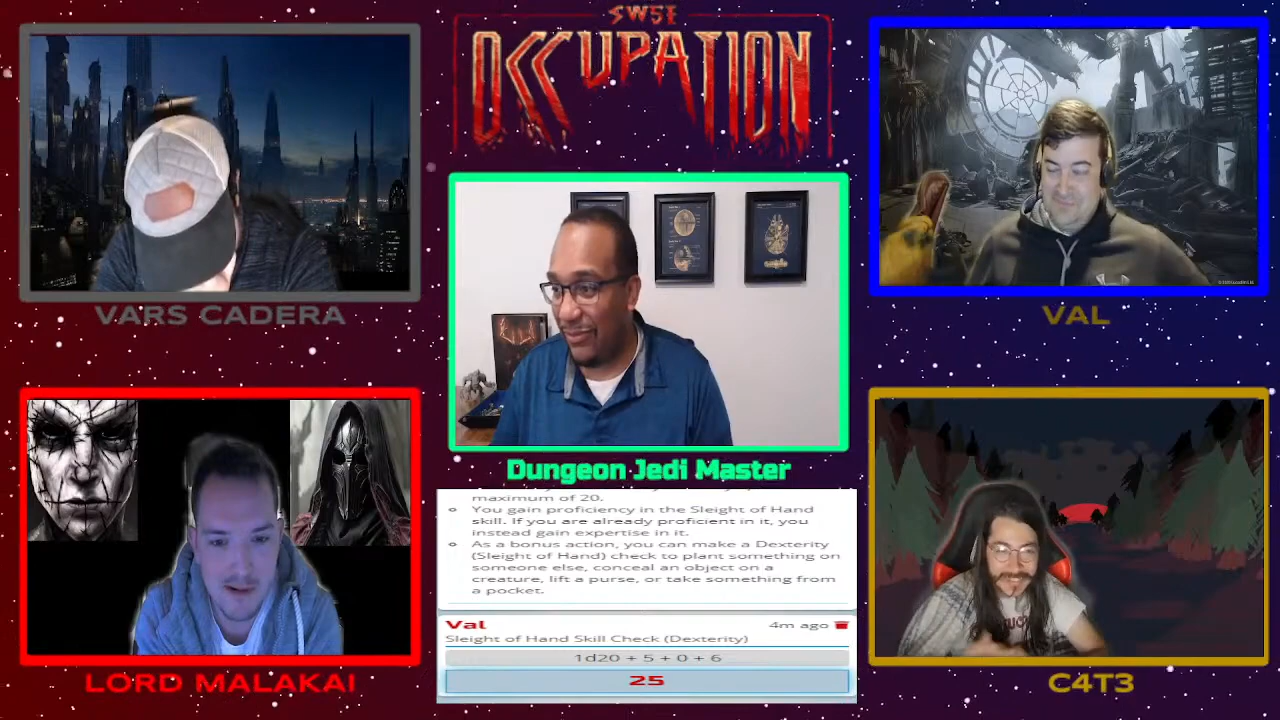 SW5E
OCCUPATION
VARS CADERA
VAL
Dungeon Jedi Master
maximum of 20.
You gain proficiency in the Sleight of Hand
skill. If you are already proficient in it, you
instead gain expertise in it.
As a bonus action, you can make a Dexterity
(Sleight of Hand) check to plant something on
someone else, conceal an object on a
creature, lift a purse, or take something from
a pocket.
Val
4m ago
Sleight of Hand Skill Check (Dexterity)
1d20 + 5 + 0 + 6
25
LORD MALAKAI
C4T3